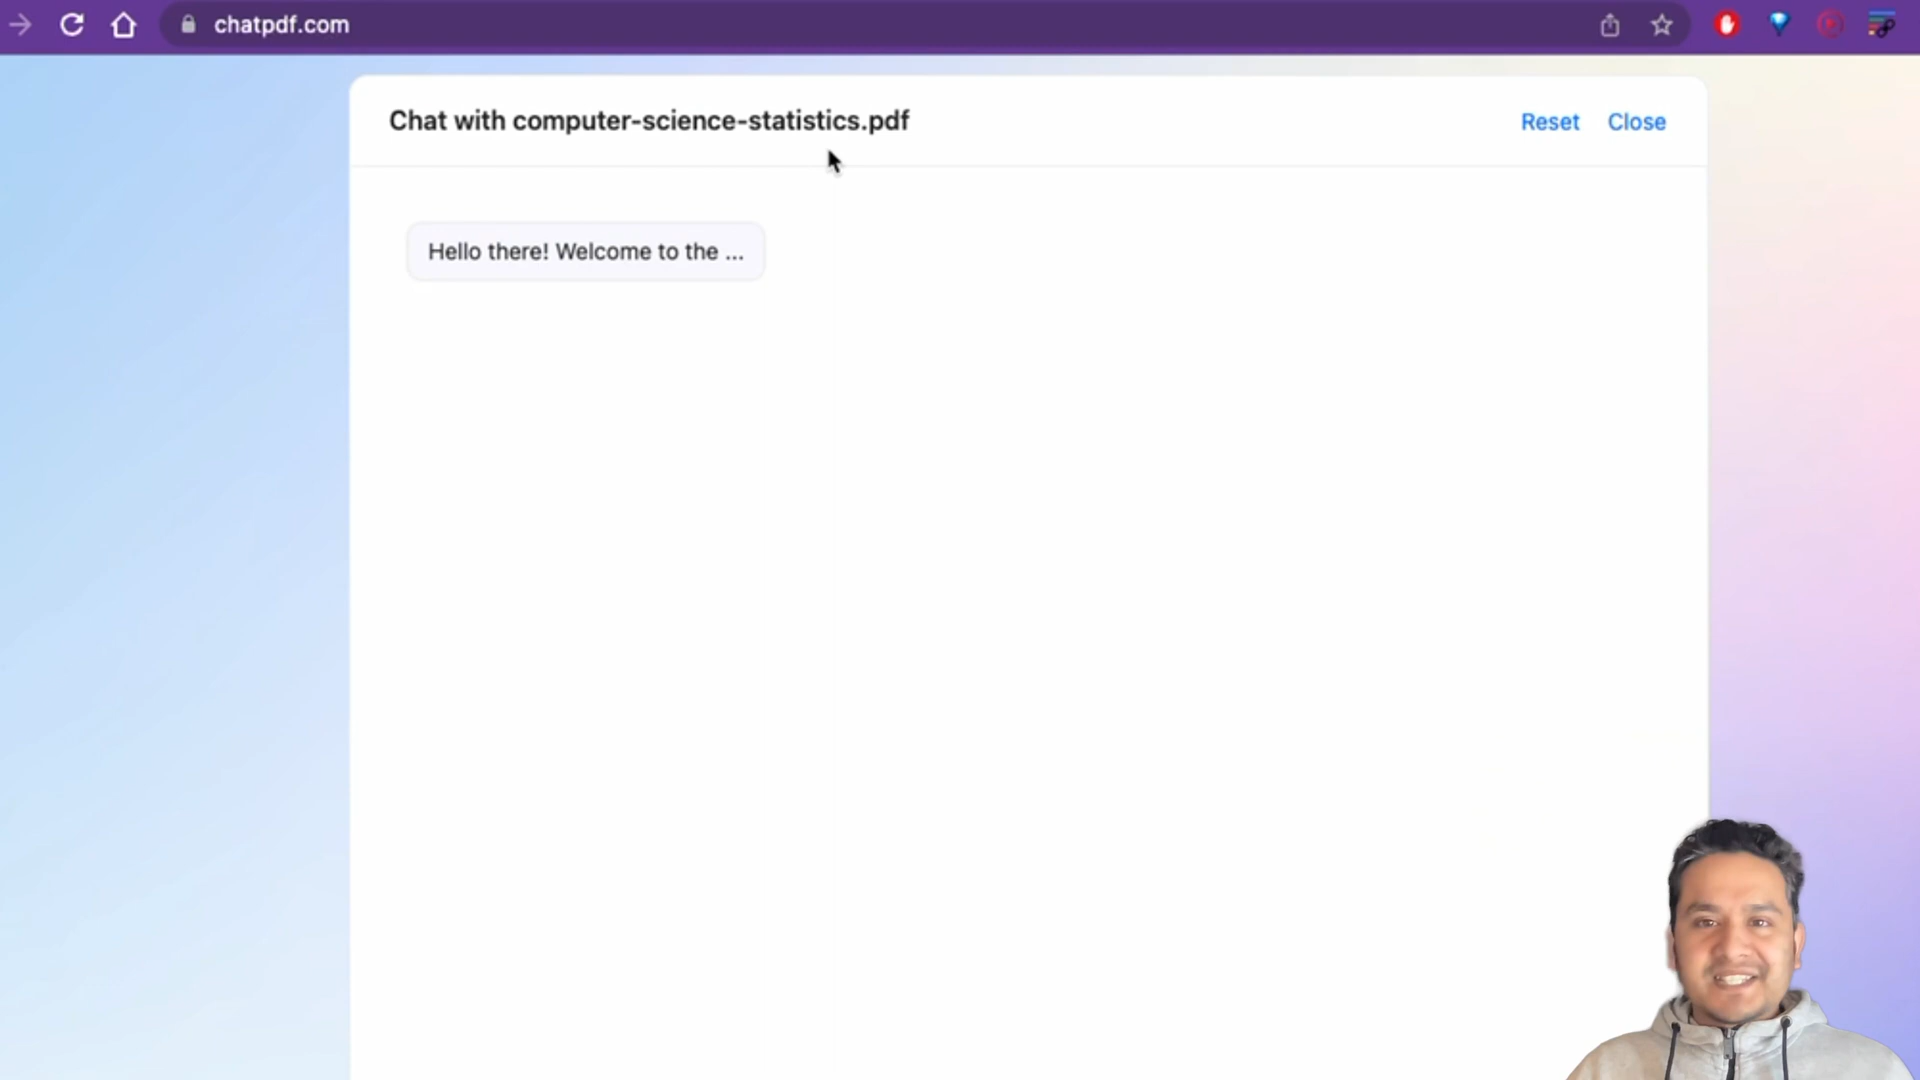 chatpdf.com
Chat with computer-science-statistics.pdf
Reset
Close
Hello there! Welcome to the ...